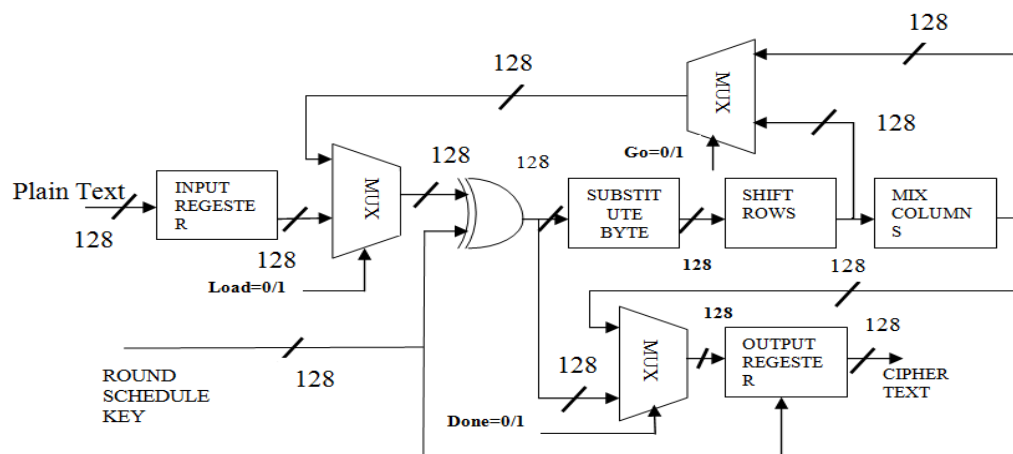 128
128
128
MUX
128
Go=0/1
128
128
Plain Text
128
INPUT
REGESTE
R
128
MUX
Load=0/1
SUBSTIT
UTE
BYTE
128
SHIFT
ROWS
MIX
COLUMN
S
128
128
128
MUX
128
OUTPUT
REGESTE
R
128
CIPHER
TEXT
Done=0/1
ROUND
SCHEDULE
KEY
128